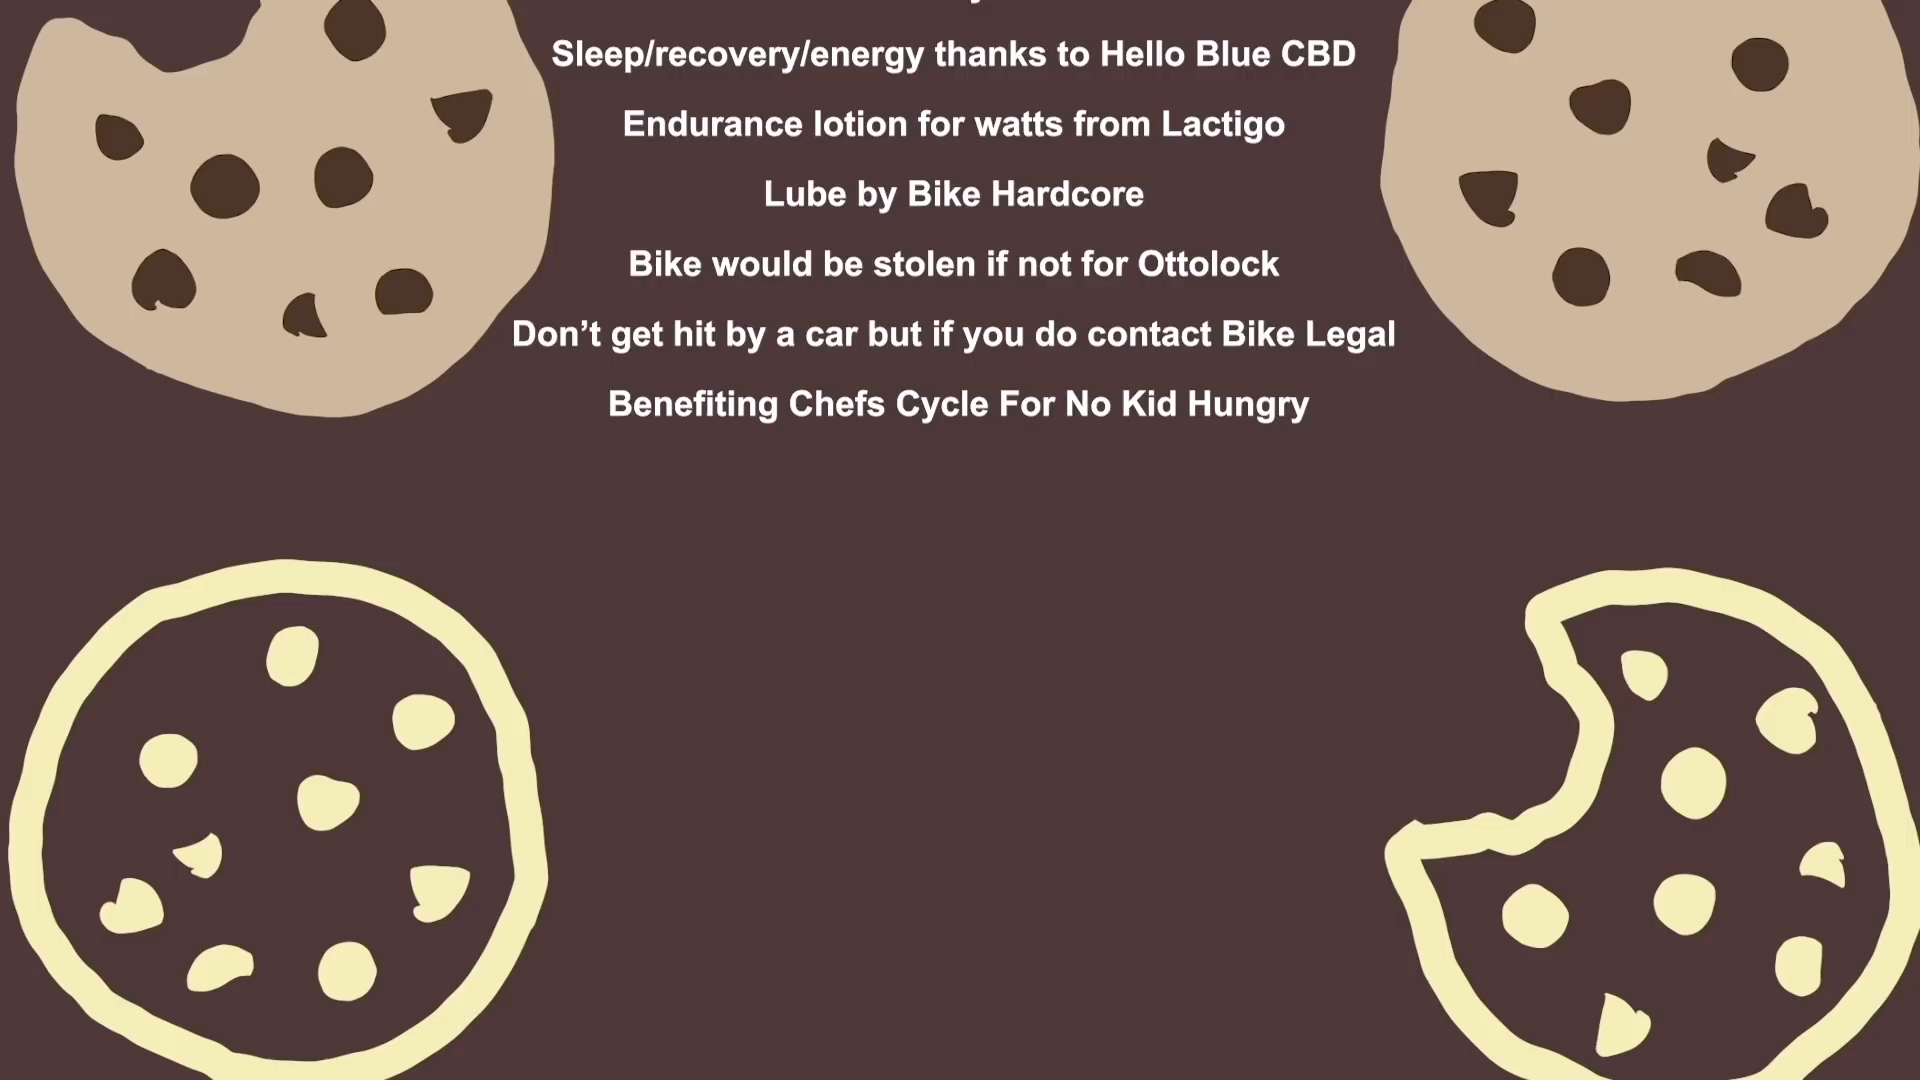 Sleep/recovery/energy thanks to Hello Blue CBD
Endurance lotion for watts from Lactigo
Lube by Bike Hardcore
Bike would be stolen if not for Ottolock
Don’t get hit by a car but if you do contact Bike Legal
Benefiting Chefs Cycle For No Kid Hungry